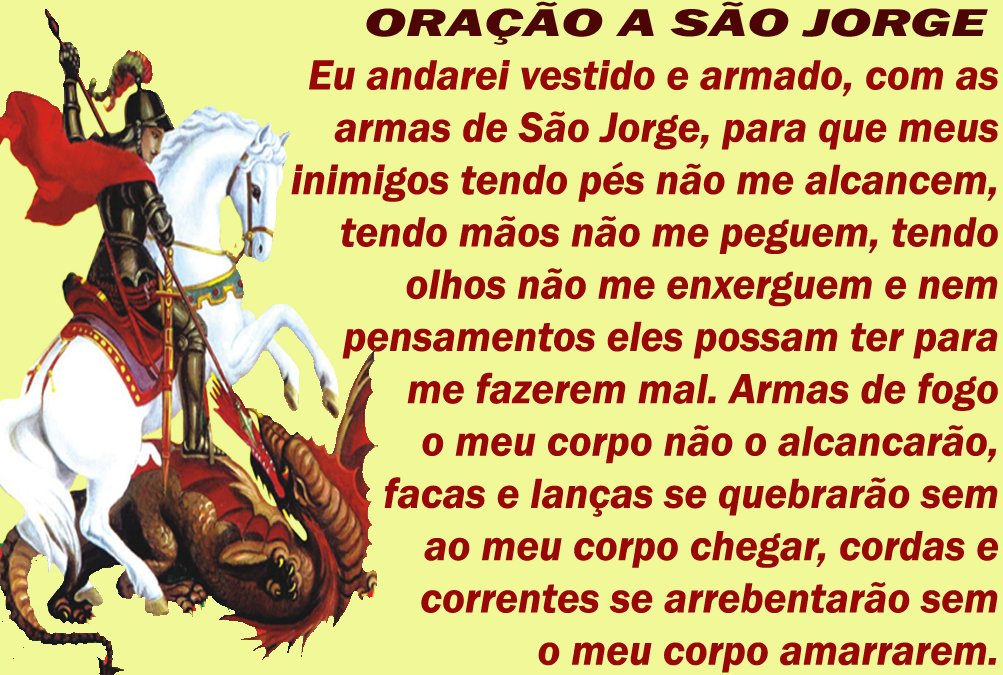 ORAÇÃO A SÃO JORGE
Eu andarei vestido e armado, com as
armas de São Jorge, para que meus
inimigos tendo pés não me alcancem,
tendo mãos não me peguem, tendo
olhos não me enxerguem e nem
pensamentos eles possam ter para
me fazerem mal. Armas de fogo
o meu corpo não o alcancarão,
facas e lanças se quebrarão sem
ao meu corpo chegar, cordas e
correntes se arrebentarão sem
o meu corpo amarrarem.